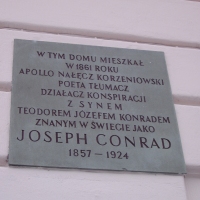 W TYM DOMU MIESZKAŁ
W 1861 ROKU
APOLLO NAŁĘCZ KORZENIOWSKI
POETA TŁUMACZ
DZIAŁACZ KONSPIRACJI
Z SYNEM
TEODOREM JÓZEFEM KONRADEM
ZNANYM W ŚWIECIE JAKO
JOSEPH CONRAD
1857 - 1924